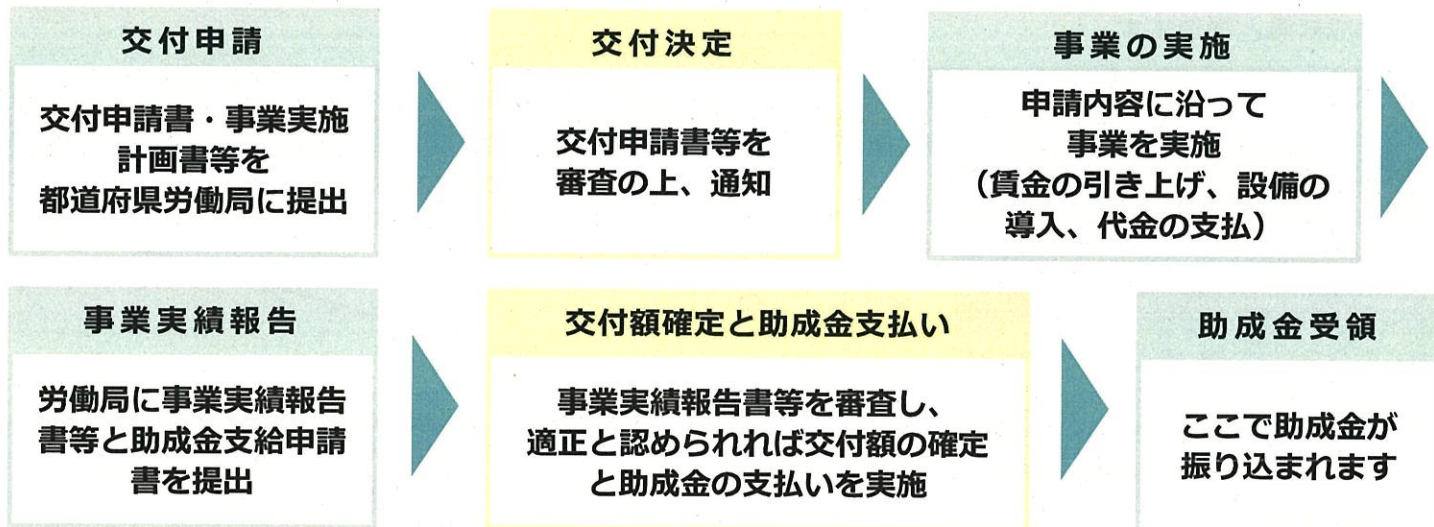 交付申請
交付申請書・事業実施
計画書等を
都道府県労働局に提出
交付決定
交付申請書等を
審査の上、通知
事業の実施
申請内容に沿って
事業を実施
（賃金の引き上げ、設備の
導入、代金の支払）
事業実績報告
労働局に事業実績報告
書等と助成金支給申請
書を提出
交付額確定と助成金支払い
事業実績報告書等を審査し、
適正と認められれば交付額の確定
と助成金の支払いを実施
助成金受領
ここで助成金が
振り込まれます